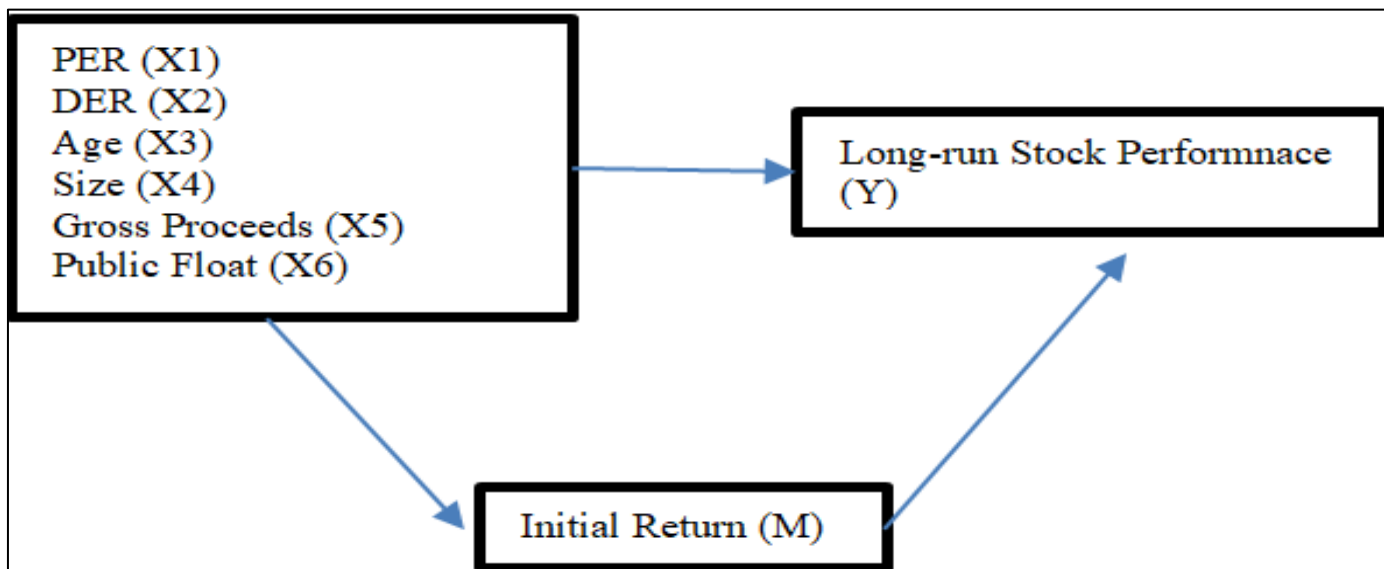 PER (X1)
DER (X2)
Age (X3)
Size (X4)
Gross Proceeds (X5)
Public Float (X6)
Long-run Stock Performnace
(Y)
Initial Return (M)